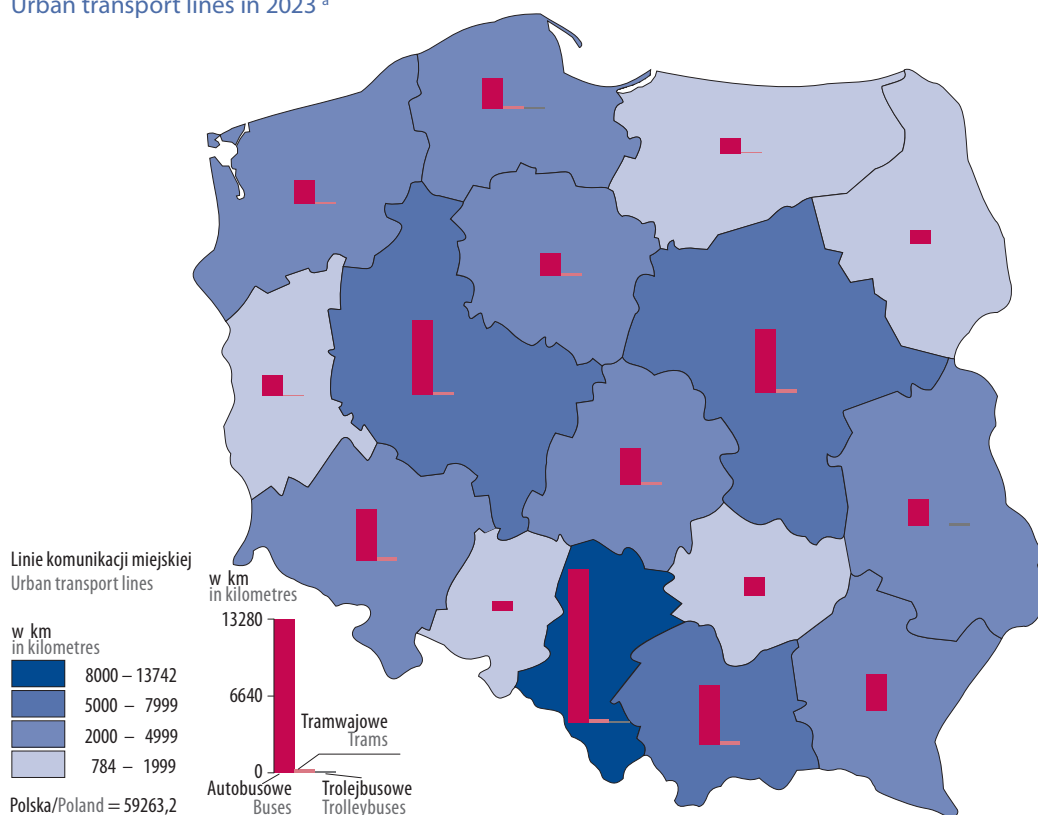 Urban transport lines in 2023 a
Linie komunikacji miejskiej
Urban transport lines
w km
in kilometres
8000 – 13742
5000 – 7999
2000 – 4999
784 – 1999
Polska/Poland = 59263,2
w km
in kilometres
13280
6640
0
Tramwajowe
Trams
Autobusowe
Buses
Trolejbusowe
Trolleybuses